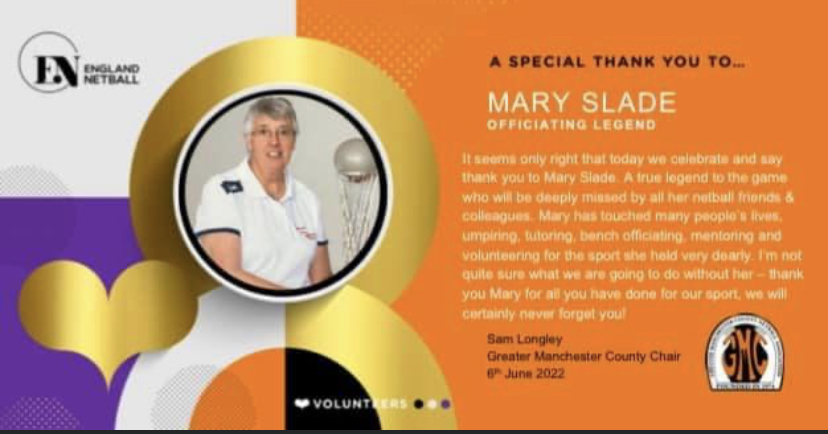 EN ENGLAND
NETBALL
A SPECIAL THANK YOU TO...
MARY SLADE
OFFICIATING LEGEND
It seems only right that today we celebrate and say
thank you to Mary Slade. A true legend to the game
who will be deeply missed by all her netball friends &
colleagues. Mary has touched many people's lives,
umpiring, tutoring, bench officiating, mentoring and
volunteering for the sport she held very dearly. I'm not
quite sure what we are going to do without her – thank
you Mary for all you have done for our sport, we will
certainly never forget you!
Sam Longley
Greater Manchester County Chair
6th June 2022
GMC
VOLUNTEERS